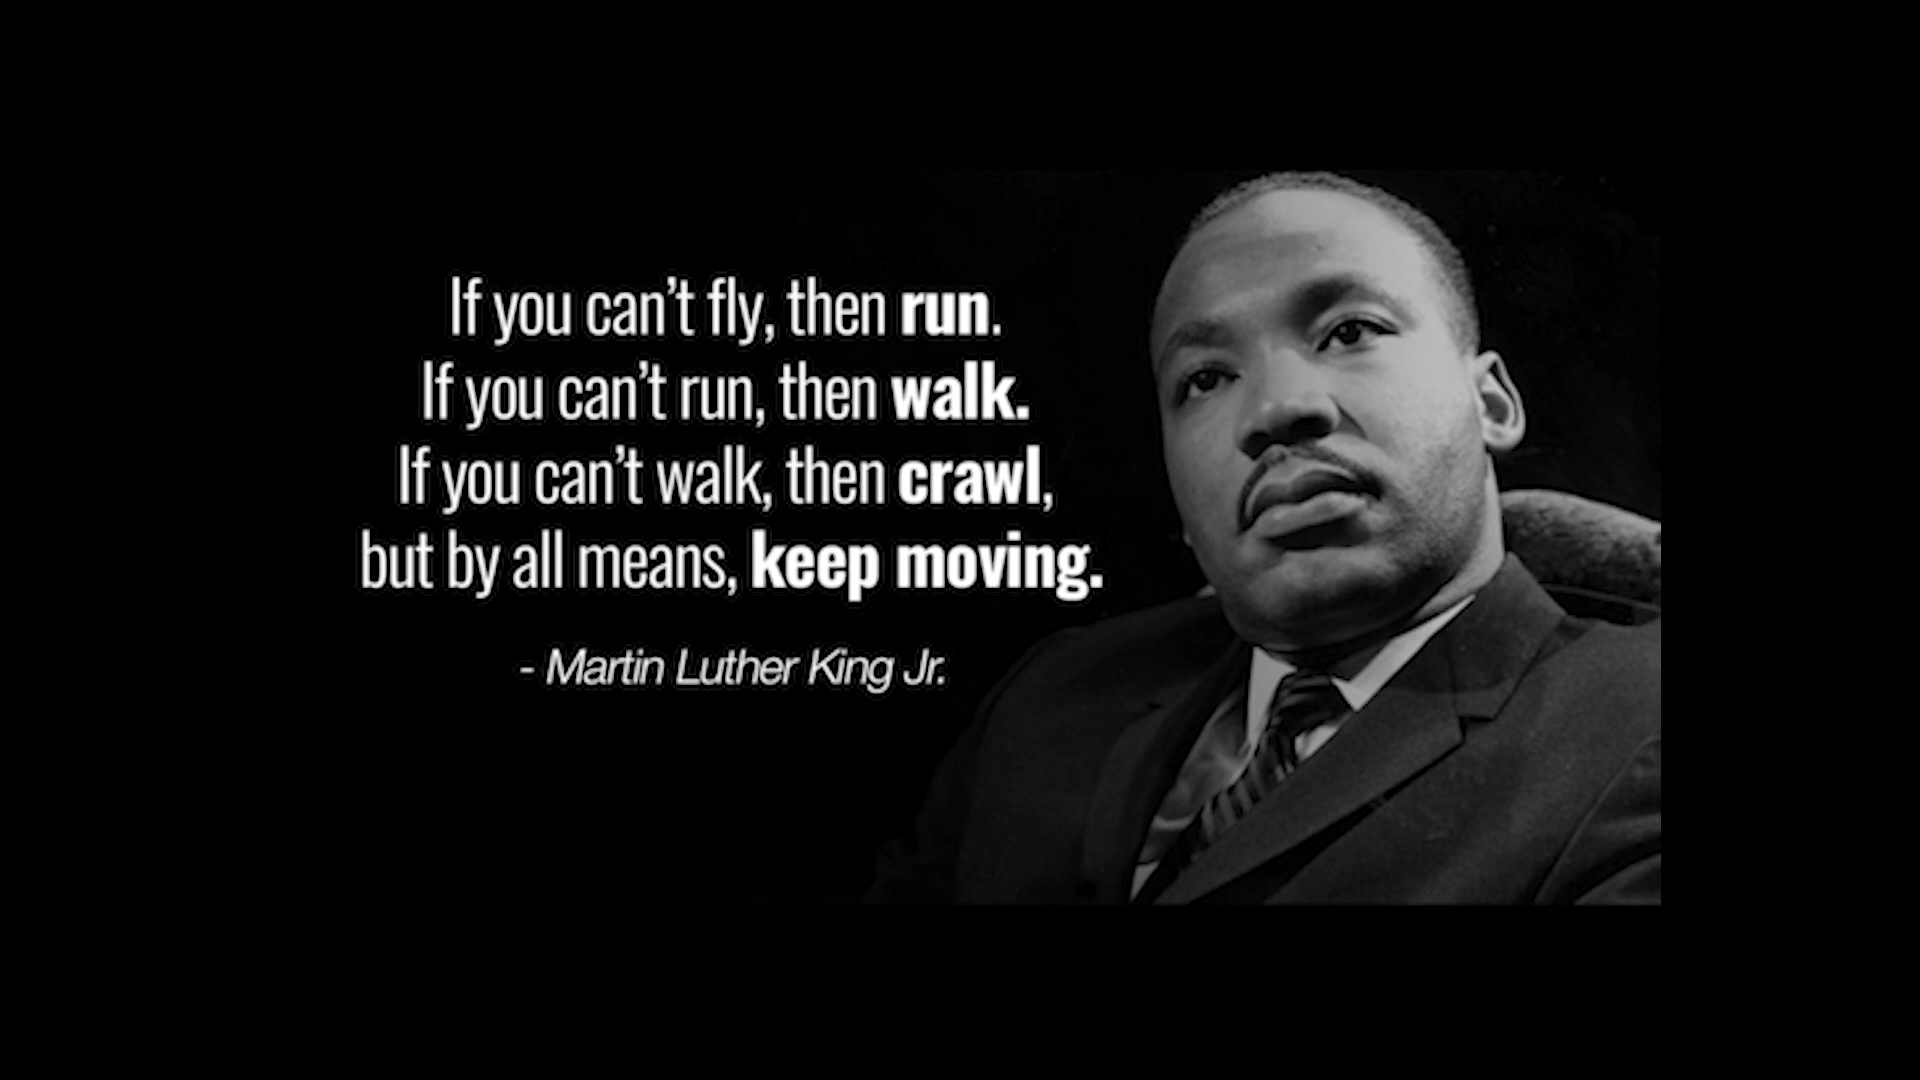 If you can’t fly, then run.
If you can’t run, then walk.
If you can’t walk, then crawl,
but by all means, keep moving.
- Martin Luther King Jr.